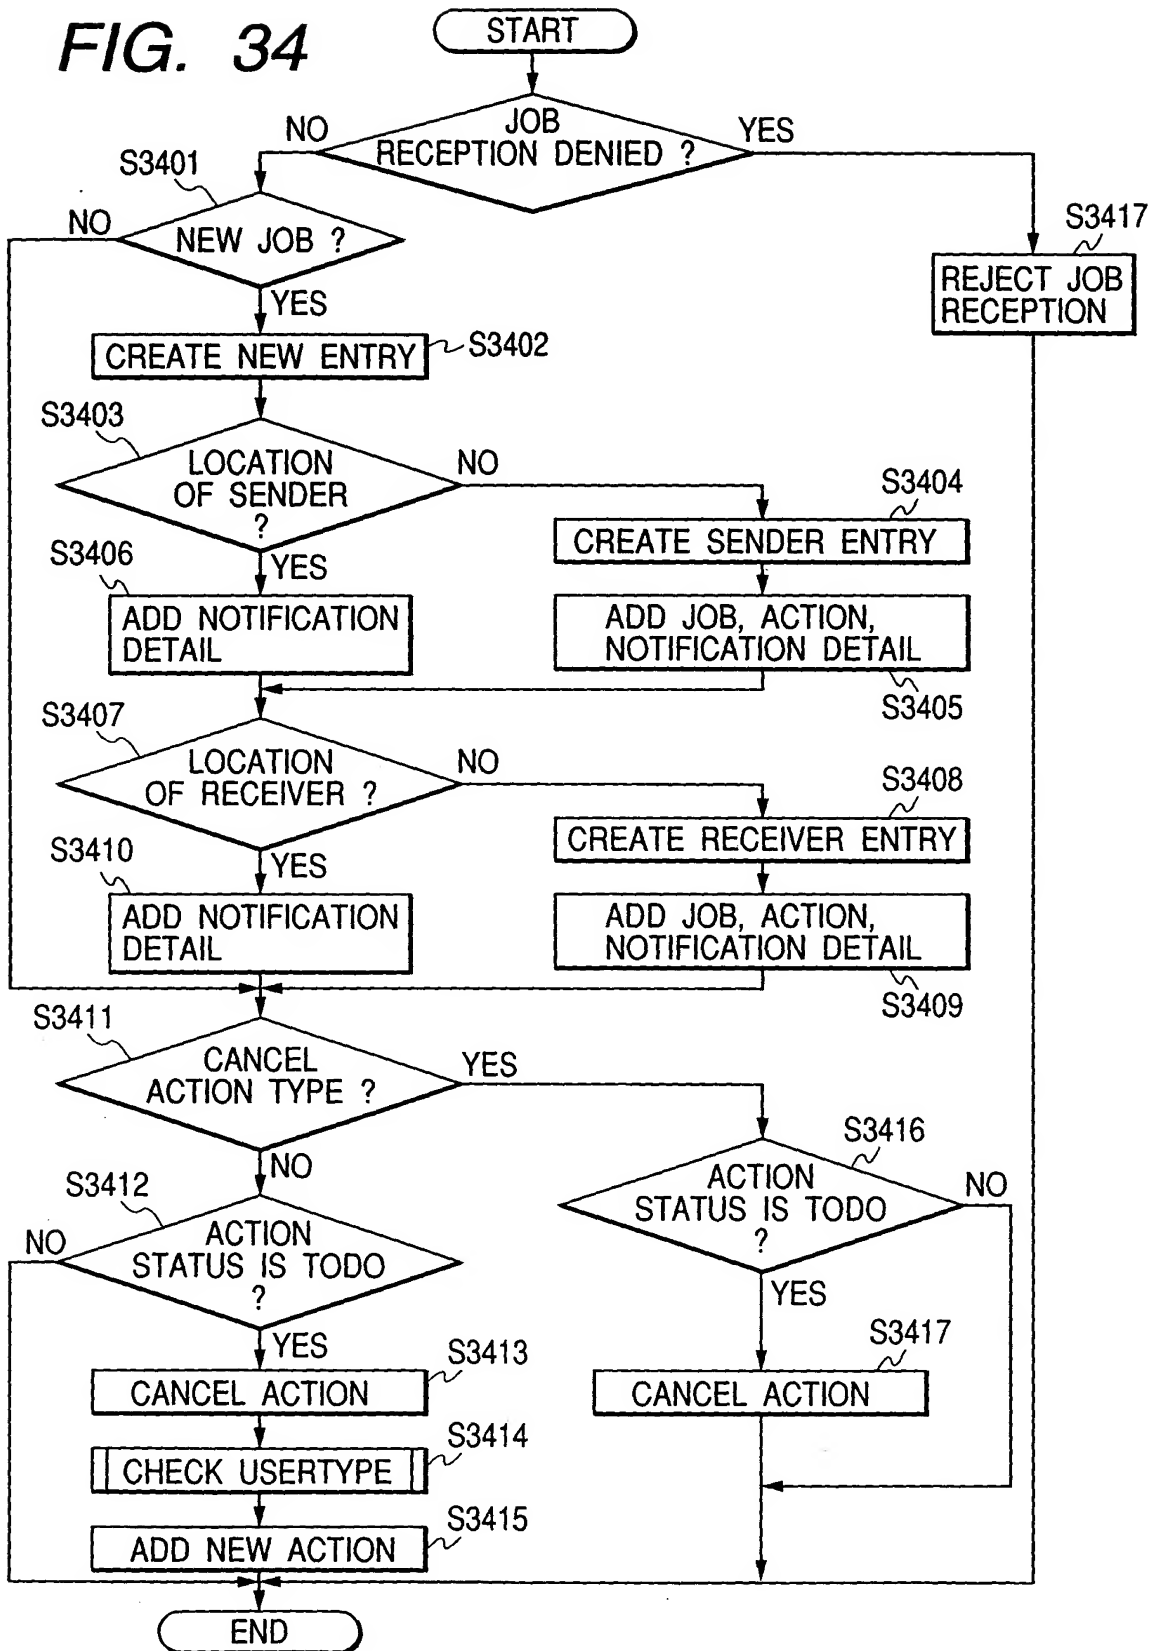 FIG. 34
START
JOB
RECEPTION DENIED ?
NO
YES
S3401
NEW JOB ?
NO
YES
S3417
REJECT JOB
RECEPTION
CREATE NEW ENTRY
S3402
S3403
LOCATION
OF SENDER
?
NO
YES
S3404
CREATE SENDER ENTRY
S3406
ADD NOTIFICATION
DETAIL
ADD JOB, ACTION,
NOTIFICATION DETAIL
S3405
S3407
LOCATION
OF RECEIVER ?
NO
YES
S3408
CREATE RECEIVER ENTRY
S3410
ADD NOTIFICATION
DETAIL
ADD JOB, ACTION,
NOTIFICATION DETAIL
S3409
S3411
CANCEL
ACTION TYPE ?
YES
NO
S3416
ACTION
STATUS IS TODO
?
NO
YES
S3412
ACTION
STATUS IS TODO
?
NO
YES
S3417
CANCEL ACTION
S3413
CANCEL ACTION
S3414
CHECK USERTYPE
S3415
ADD NEW ACTION
END